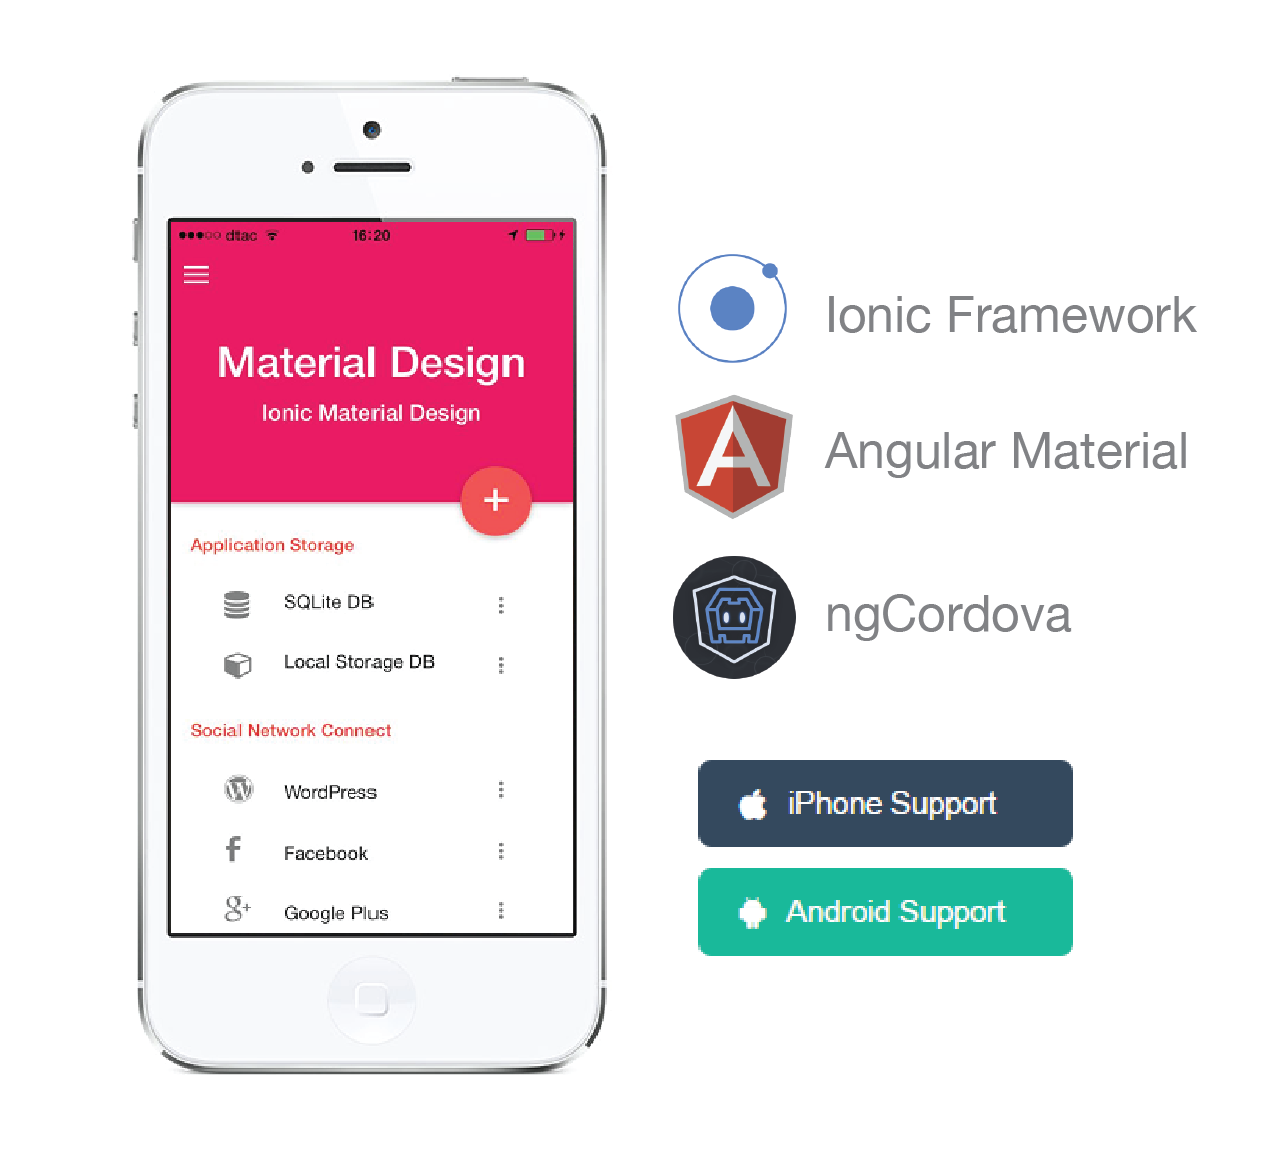 dtac 16:20
Material Design
Ionic Material Design
+
Application Storage
SQLite DB
Local Storage DB
Social Network Connect
WordPress
Facebook
Google Plus
Ionic Framework
Angular Material
ngCordova
iPhone Support
Android Support